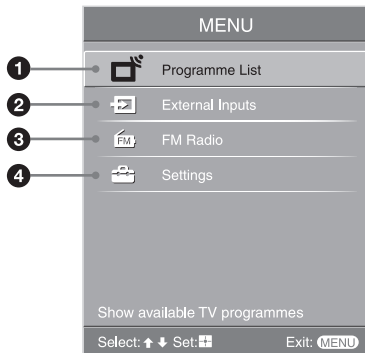 MENU
1 Programme List
2 External Inputs
3 FM FM Radio
4 Settings
Show available TV programmes
Select: Set: Exit: MENU